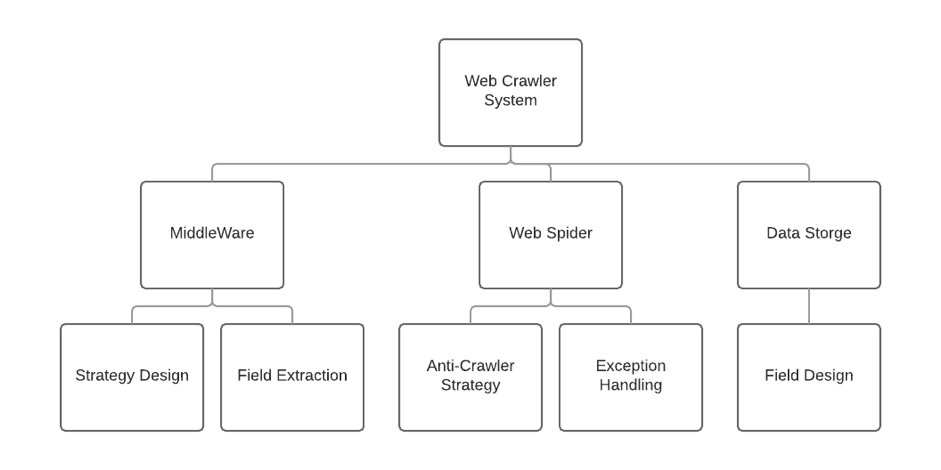 Web Crawler
System
MiddleWare
Web Spider
Data Storge
Strategy Design
Field Extraction
Anti-Crawler
Strategy
Exception
Handling
Field Design